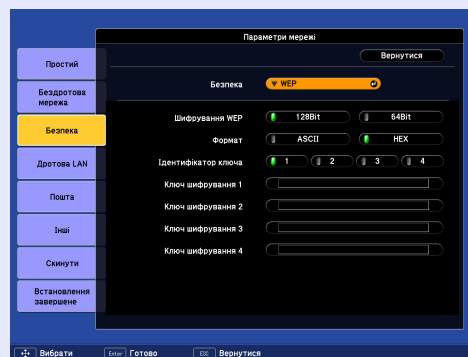 Параметри мережі
Вернутися
Простий
Бездротова
мережа
Безпека
Дротова LAN
Пошта
Інші
Скинути
Встановлення
завершене
Безпека WEP
Шифрування WEP 128Bit 64Bit
Формат ASCII HEX
Ідентифікатор ключа 1 2 3 4
Ключ шифрування 1
Ключ шифрування 2
Ключ шифрування 3
Ключ шифрування 4
Вибрати Enter Готово ESC Вернутися